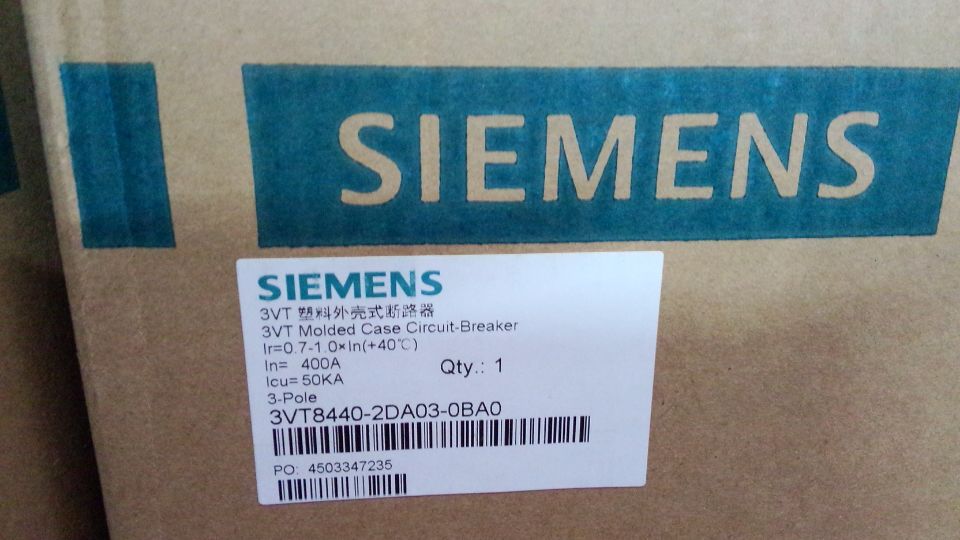 SIEMENS
SIEMENS
3VT 塑料外壳式断路器
3VT Molded Case Circuit-Breaker
Ir=0.7-1.0×In(+40℃)
In= 400A
Qty.: 1
Icu= 50KA
3-Pole
3VT8440-2DA03-0BA0
PO: 4503347235